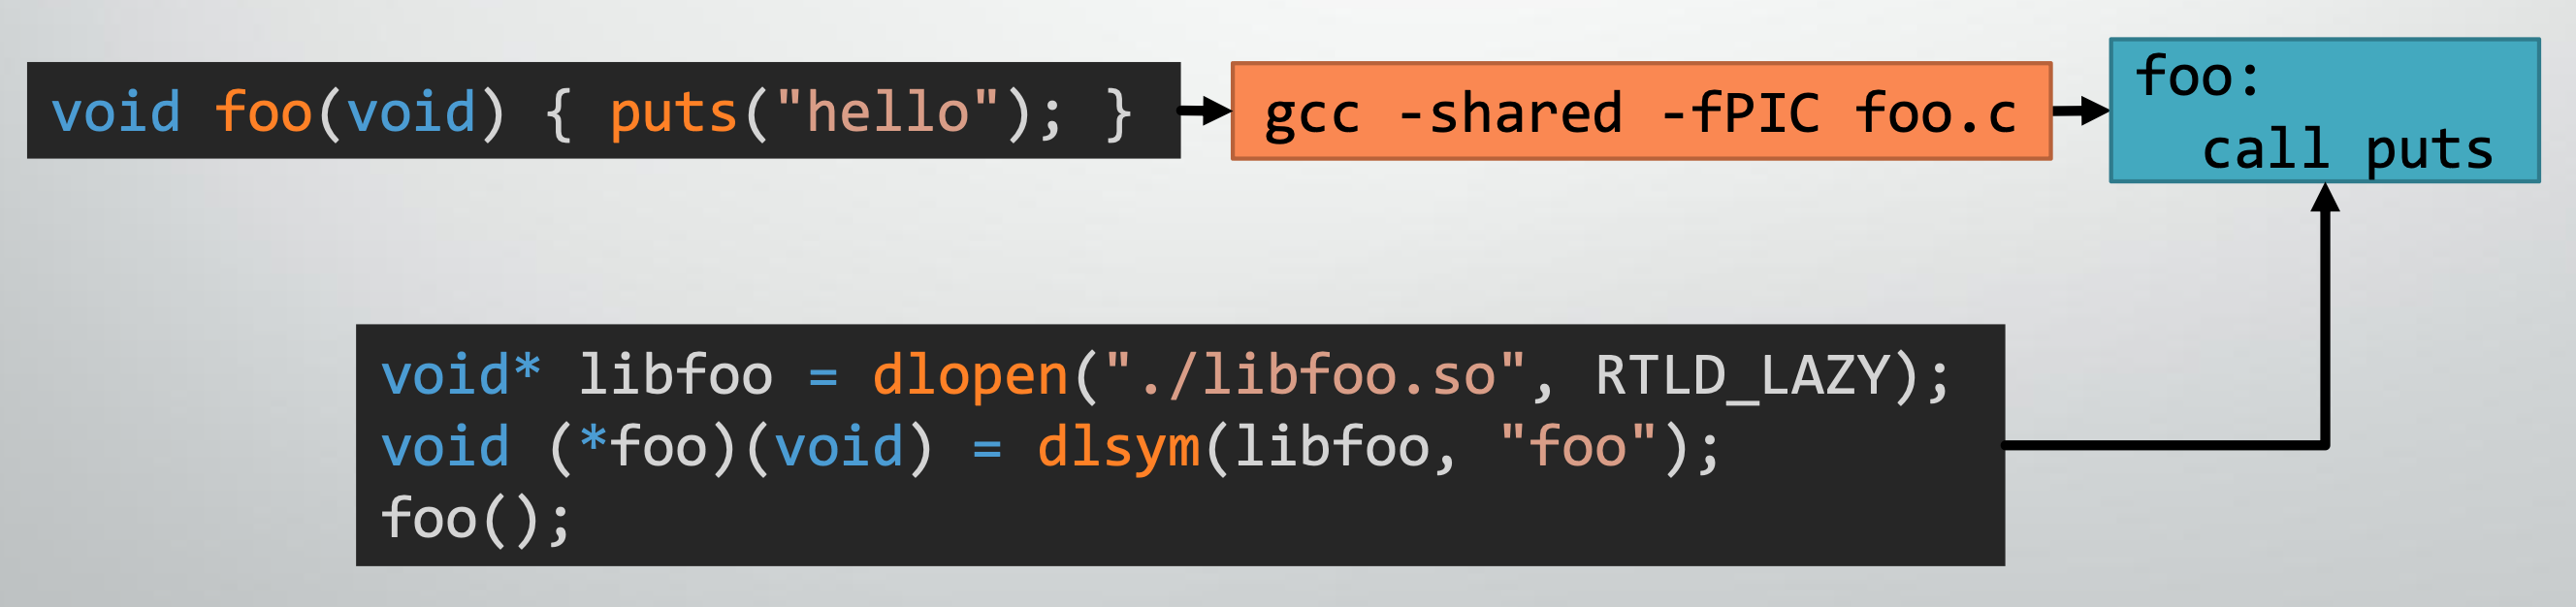 void foo(void) { puts("hello"); }
gcc -shared -fPIC foo.c
foo:
  call puts
void* libfoo = dlopen("./libfoo.so", RTLD_LAZY);
void (*foo)(void) = dlsym(libfoo, "foo");
foo();